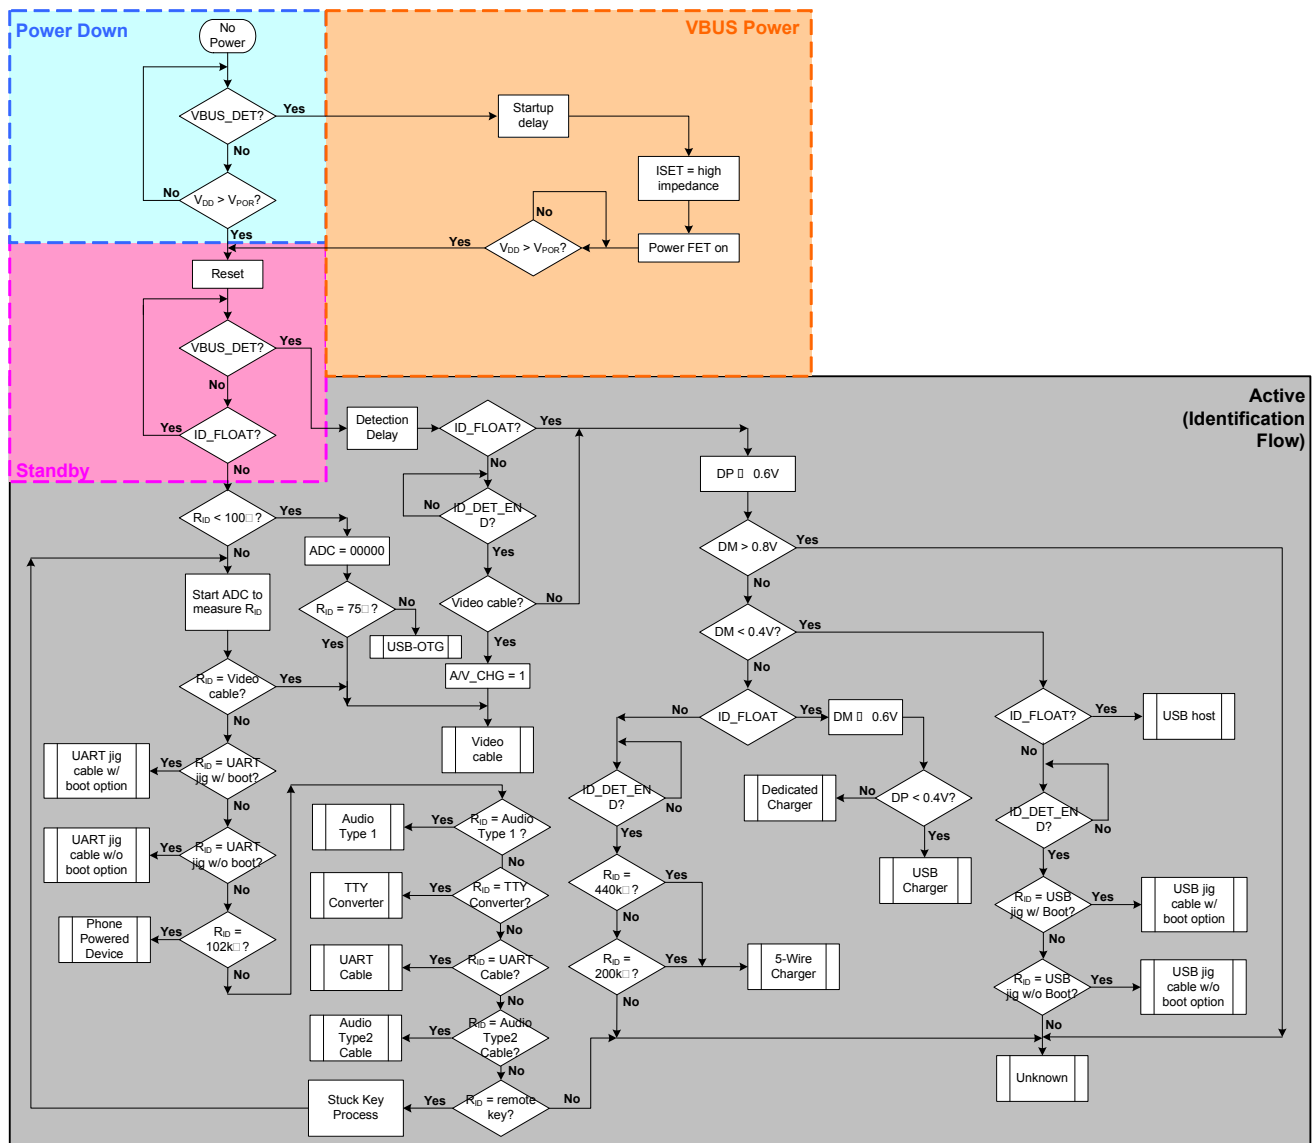 Power Down
No
Power
VBUS Power
VBUS_DET?
Yes
Startup
delay
No
ISET = high
impedance
No
VDD > VPOR?
No
Yes
Yes
VDD > VPOR?
Power FET on
Reset
VBUS_DET?
Yes
No
Active
(Identification
Flow)
Yes
ID_FLOAT?
Detection
Delay
ID_FLOAT?
Yes
Standby
No
No
DP □ 0.6V
RID < 100□?
Yes
No
ID_DET_EN
D?
No
ADC = 00000
Yes
DM > 0.8V
Yes
No
Start ADC to
measure RID
RID = 75□?
No
Video cable?
No
Yes
USB-OTG
Yes
DM < 0.4V?
Yes
No
A/V_CHG = 1
RID = Video
cable?
Yes
No
No
ID_FLOAT
Yes
DM □ 0.6V
ID_FLOAT?
Yes
USB host
No
Video
cable
UART jig
cable w/
boot option
Yes
RID = UART
jig w/ boot?
No
ID_DET_EN
D?
No
Dedicated
Charger
No
DP < 0.4V?
ID_DET_EN
D?
No
Audio
Type 1
Yes
RID = Audio
Type 1 ?
Yes
Yes
Yes
UART jig
cable w/o
boot option
Yes
RID = UART
jig w/o boot?
No
No
TTY
Converter
Yes
RID = TTY
Converter?
RID =
440k□?
Yes
USB
Charger
RID = USB
jig w/ Boot?
Yes
USB jig
cable w/
boot option
No
No
No
Phone
Powered
Device
Yes
RID =
102k□?
No
UART
Cable
Yes
RID = UART
Cable?
RID =
200k□?
Yes
5-Wire
Charger
RID = USB
jig w/o Boot?
Yes
USB jig
cable w/o
boot option
No
No
No
Audio
Type2
Cable
Yes
RID = Audio
Type2
Cable?
No
Unknown
Stuck Key
Process
Yes
RID = remote
key?
No